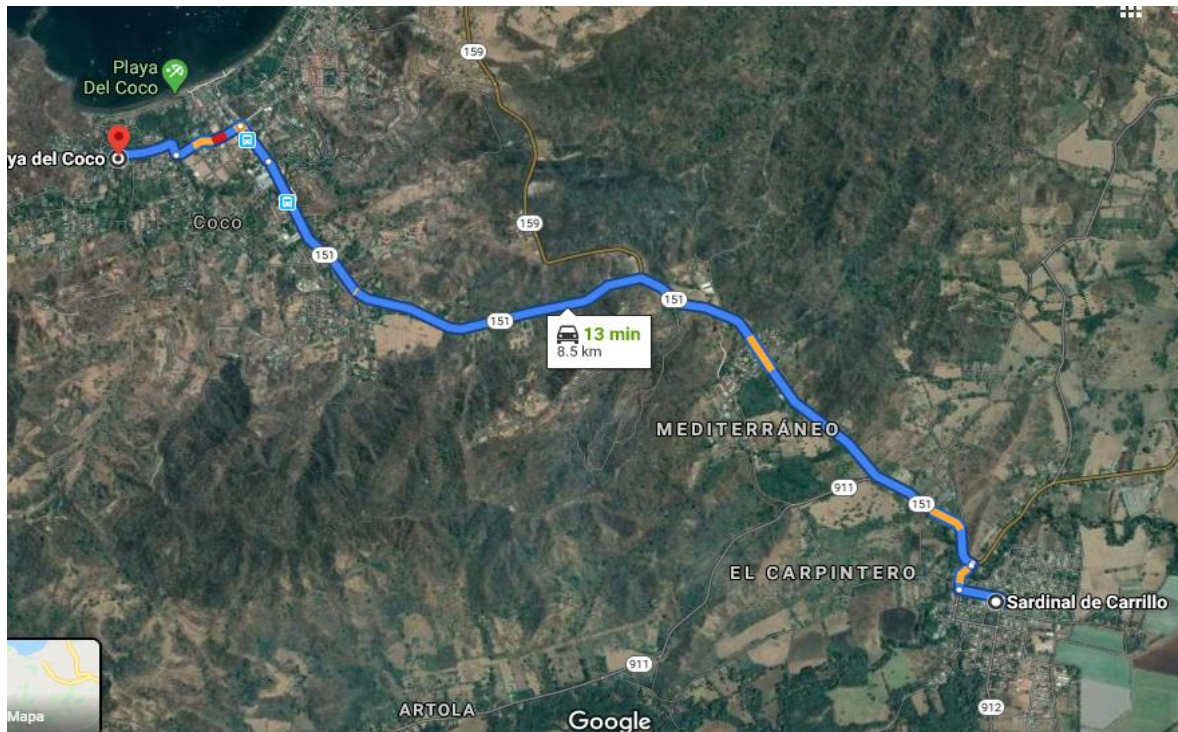 159
Playa
Del Coco
ya del Coco
Coco
159
151
151
151
13 min
8.5 km
MEDITERRÁNEO
911
151
EL CARPINTERO
Sardinal de Carrillo
911
ARTOLA
912
Mapa
Google